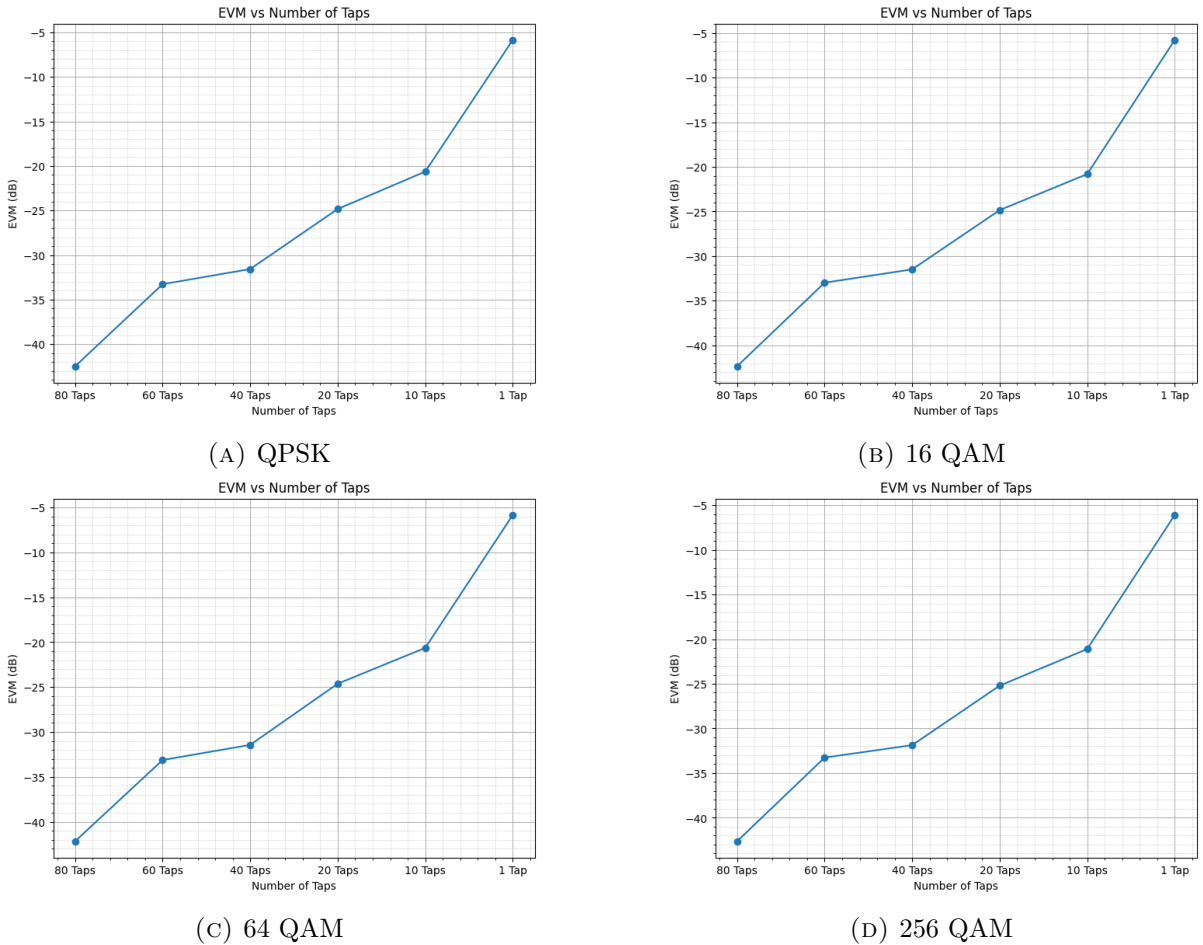 EVM vs Number of Taps
−5
−10
−15
−20
−25
−30
−35
−40
EVM (dB)
80 Taps 60 Taps 40 Taps 20 Taps 10 Taps 1 Tap
Number of Taps
(A) QPSK
EVM vs Number of Taps
−5
−10
−15
−20
−25
−30
−35
−40
EVM (dB)
80 Taps 60 Taps 40 Taps 20 Taps 10 Taps 1 Tap
Number of Taps
(B) 16 QAM
EVM vs Number of Taps
−5
−10
−15
−20
−25
−30
−35
−40
EVM (dB)
80 Taps 60 Taps 40 Taps 20 Taps 10 Taps 1 Tap
Number of Taps
(C) 64 QAM
EVM vs Number of Taps
−5
−10
−15
−20
−25
−30
−35
−40
EVM (dB)
80 Taps 60 Taps 40 Taps 20 Taps 10 Taps 1 Tap
Number of Taps
(D) 256 QAM